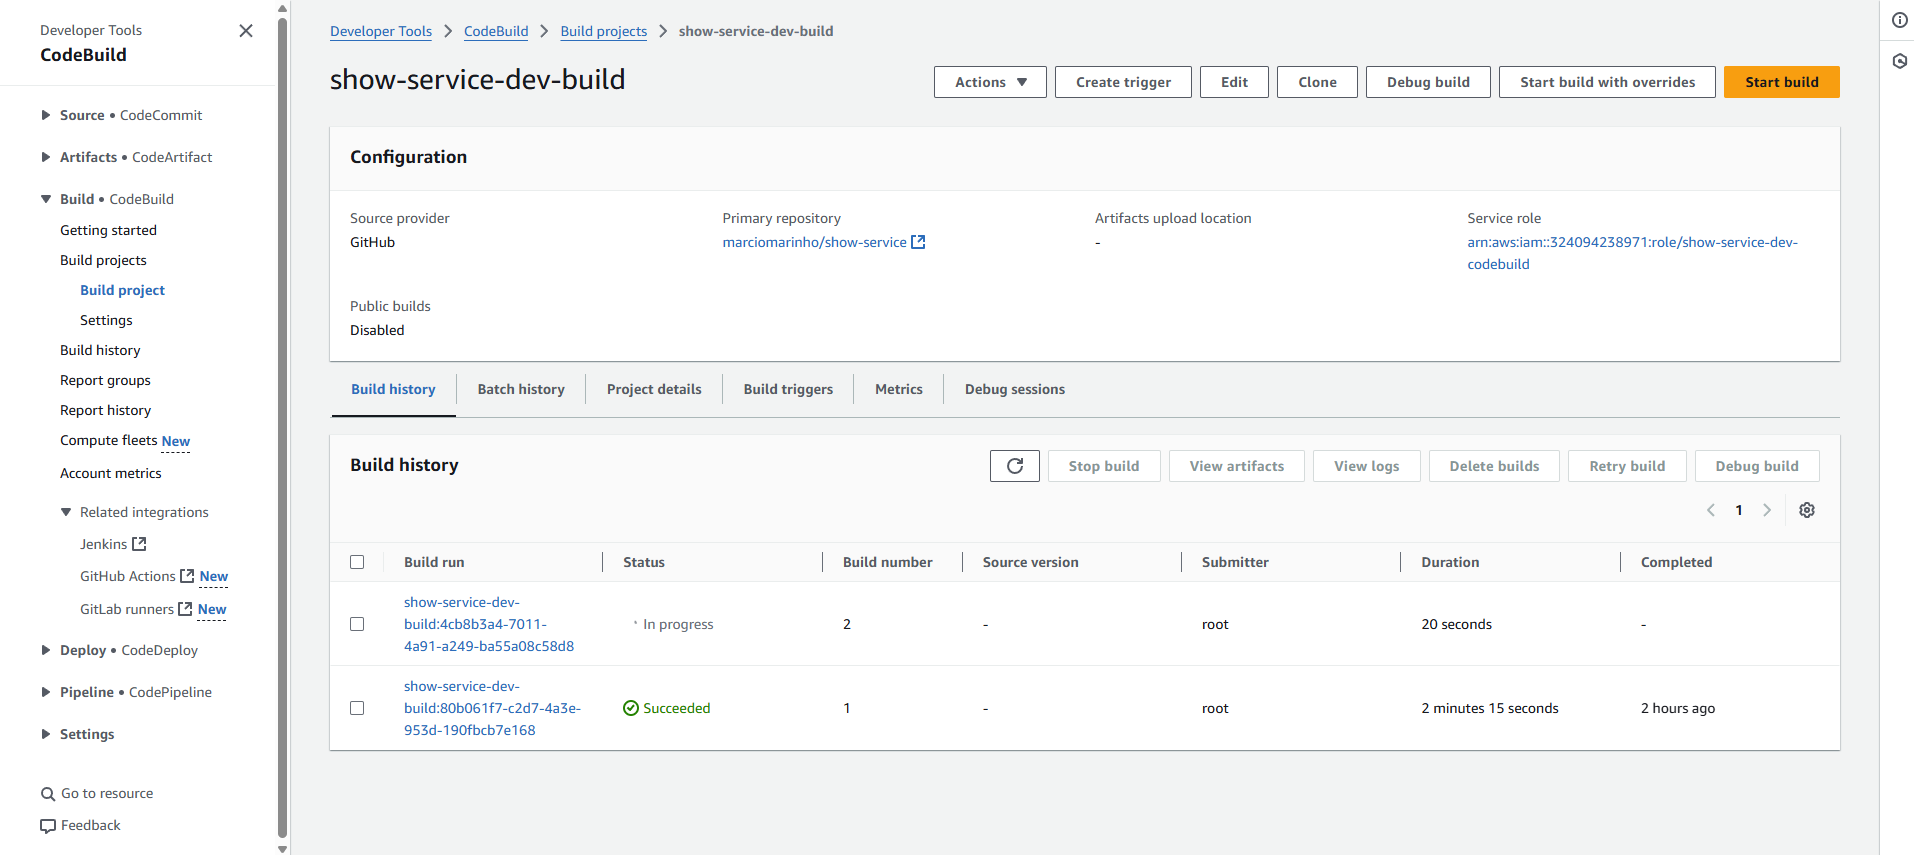 Developer Tools
CodeBuild
Source • CodeCommit
Artifacts • CodeArtifact
Build • CodeBuild
Getting started
Build projects
Build project
Settings
Build history
Report groups
Report history
Compute fleets New
Account metrics
Related integrations
Jenkins
GitHub Actions New
GitLab runners New
Deploy • CodeDeploy
Pipeline • CodePipeline
Settings
Go to resource
Feedback
Developer Tools CodeBuild Build projects show-service-dev-build
show-service-dev-build
Actions Create trigger Edit Clone Debug build Start build with overrides Start build
Configuration
Source provider
GitHub
Primary repository
marciomarinho/show-service
Artifacts upload location
-
Service role
arn:aws:iam::324094238971:role/show-service-dev-
codebuild
Public builds
Disabled
Build history Batch history Project details Build triggers Metrics Debug sessions
Build history
Stop build View artifacts View logs Delete builds Retry build Debug build
1
Build run Status Build number Source version Submitter Duration Completed
show-service-dev-
build:4cb8b3a4-7011-
4a91-a249-ba55a08c58d8
In progress 2 - root 20 seconds -
show-service-dev-
build:80b061f7-c2d7-4a3e-
953d-190fbcb7e168
Succeeded 1 - root 2 minutes 15 seconds 2 hours ago